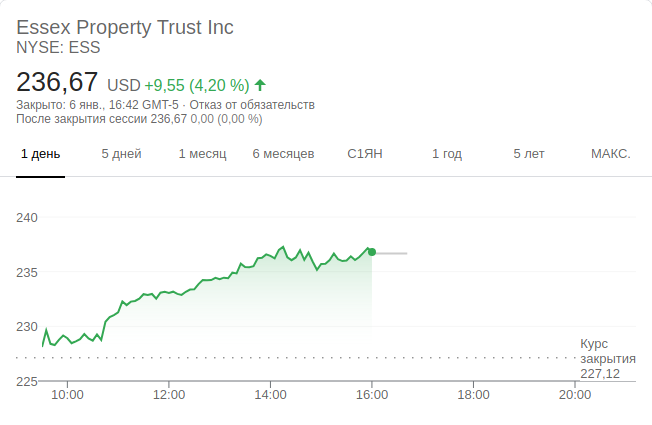 Essex Property Trust Inc
NYSE: ESS
236,67 USD +9,55 (4,20 %)
Закрыто: 6 янв., 16:42 GMT-5 · Отказ от обязательств
После закрытия сессии 236,67 0,00 (0,00 %)
1 день 5 дней 1 месяц 6 месяцев С1ЯН 1 год 5 лет МАКС.
240
235
230
Курс
закрытия
227,12
225
10:00 12:00 14:00 16:00 18:00 20:00